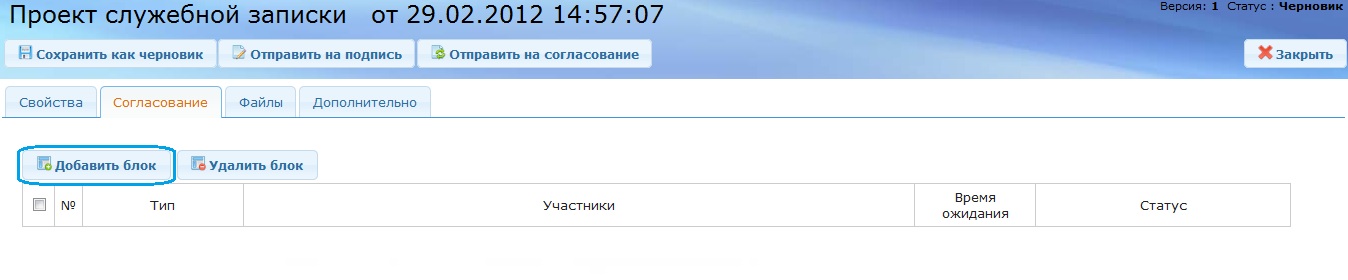 Версия: 1 Статус : Черновик
Проект служебной записки от 29.02.2012 14:57:07
Сохранить как черновик Отправить на подпись Отправить на согласование Закрыть
Свойства Согласование Файлы Дополнительно
Добавить блок Удалить блок
№ Тип Участники Время ожидания Статус